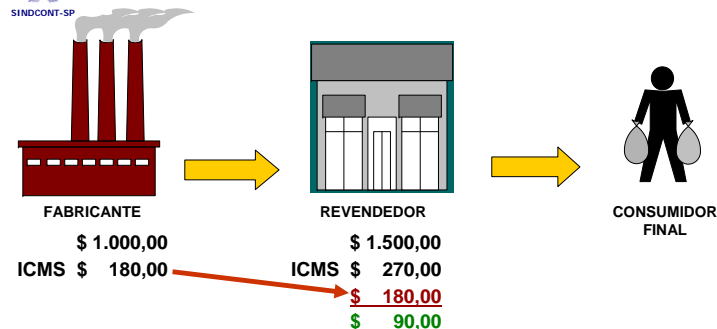 SINDCONT-SP
FABRICANTE
$ 1.000,00
ICMS $ 180,00
REVENDEDOR
$ 1.500,00
ICMS $ 270,00
$ 180,00
$ 90,00
CONSUMIDOR
FINAL